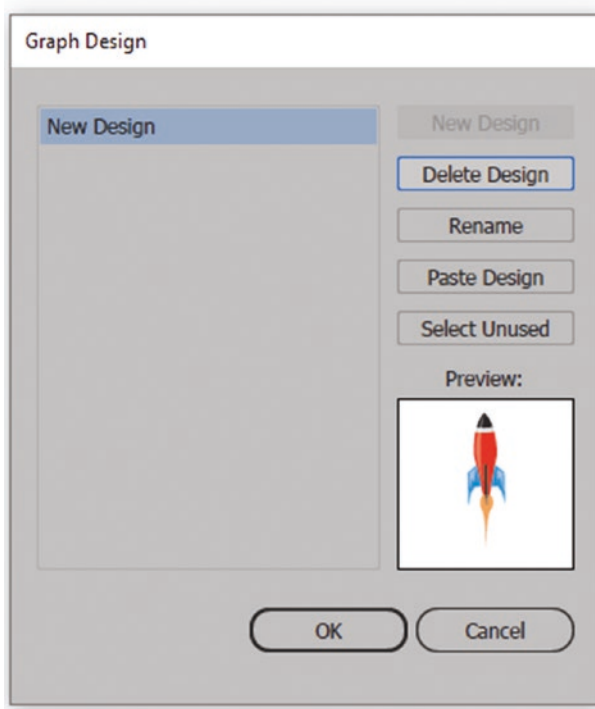 Graph Design
New Design
New Design
Delete Design
Rename
Paste Design
Select Unused
Preview:
OK
Cancel